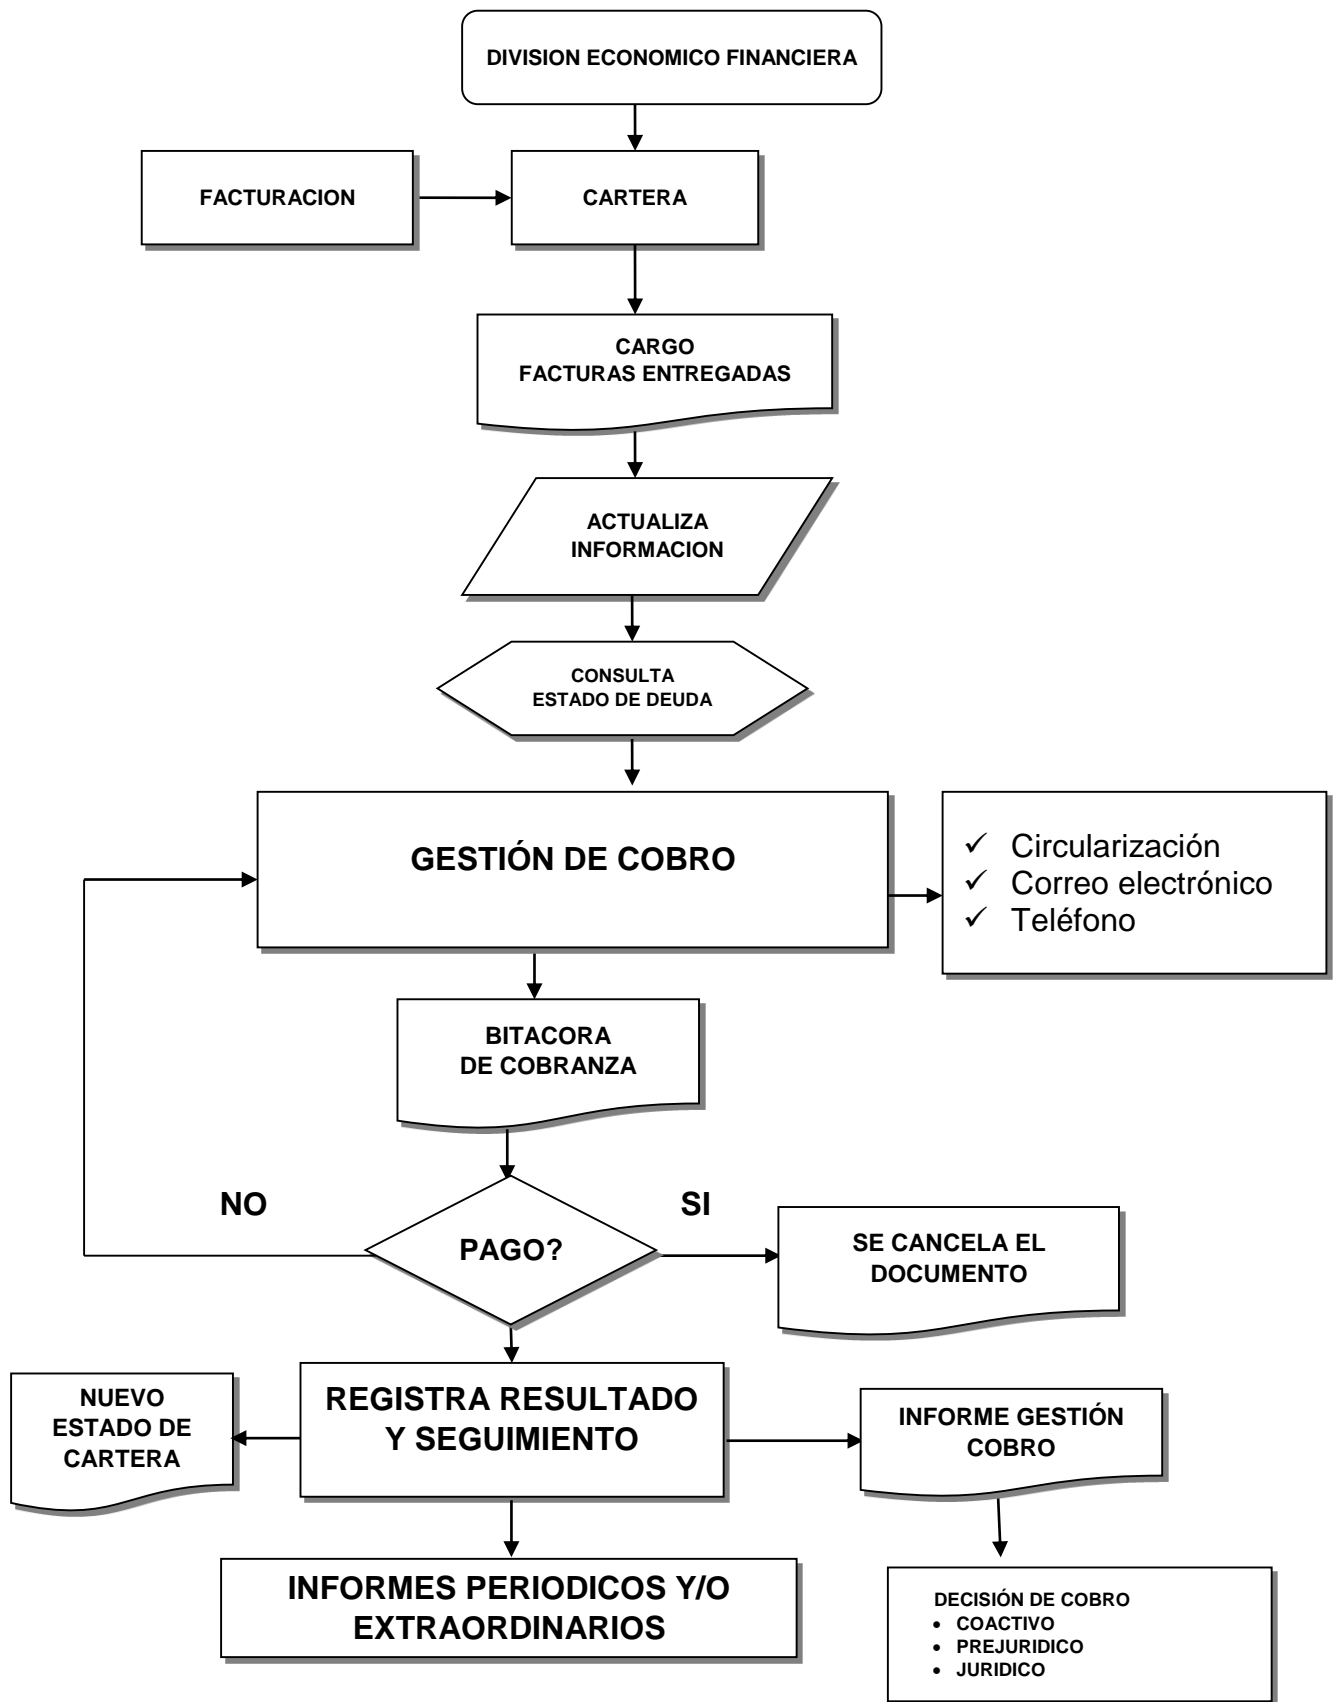 DIVISION ECONOMICO FINANCIERA
FACTURACION
CARTERA
CARGO
FACTURAS ENTREGADAS
ACTUALIZA
INFORMACION
CONSULTA
ESTADO DE DEUDA
GESTIÓN DE COBRO
✓ Circularización
✓ Correo electrónico
✓ Teléfono
BITACORA
DE COBRANZA
NO
SI
PAGO?
SE CANCELA EL
DOCUMENTO
NUEVO
ESTADO DE
CARTERA
REGISTRA RESULTADO
Y SEGUIMIENTO
INFORME GESTIÓN
COBRO
INFORMES PERIODICOS Y/O
EXTRAORDINARIOS
DECISIÓN DE COBRO
• COACTIVO
• PREJURIDICO
• JURIDICO